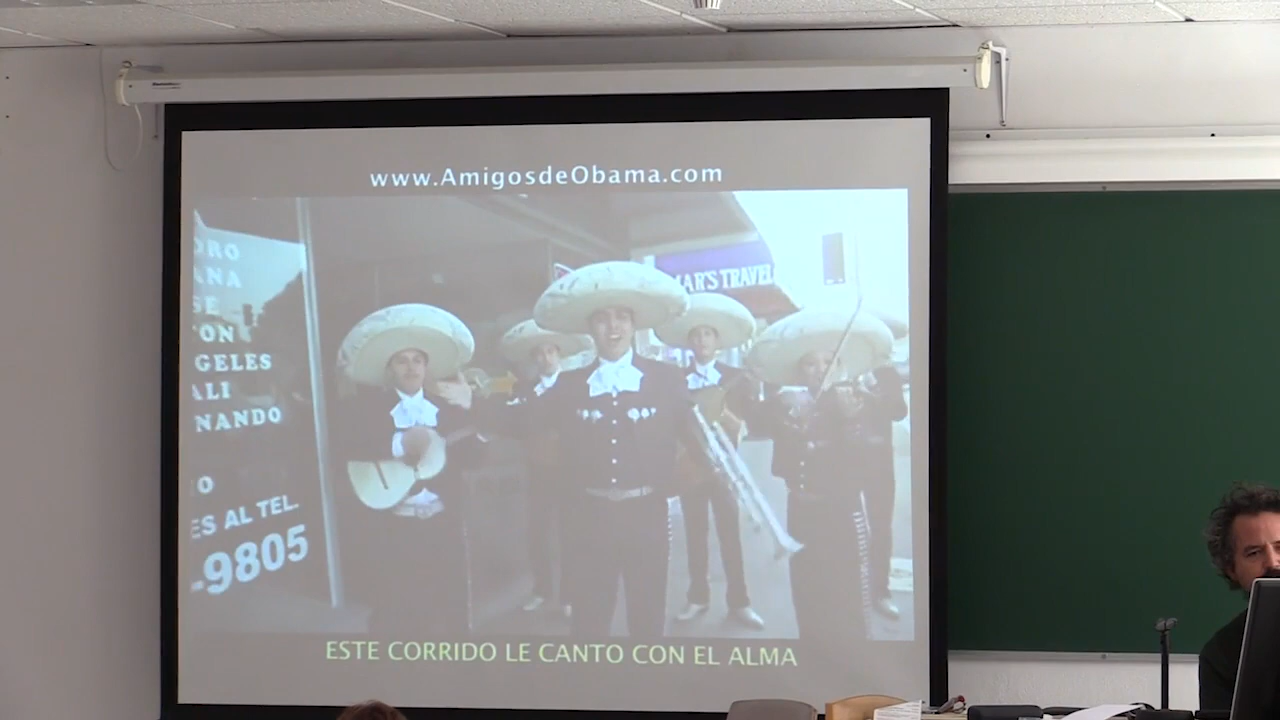 www.AmigosdeObama.com
ORO
ANA
SE
ON
GELES
ALI
NANDO
O
ES AL TEL.
-9805
MAR'S TRAVEL
ESTE CORRIDO LE CANTO CON EL ALMA